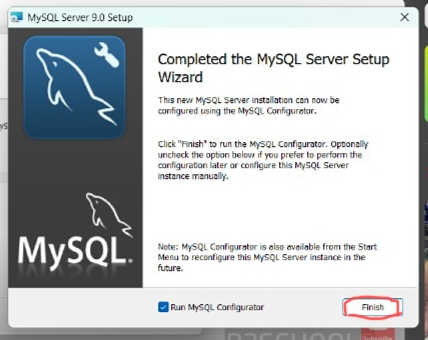 MySQL Server 9.0 Setup
Completed the MySQL Server Setup
Wizard
This new MySQL Server installation can now be
configured using the MySQL Configurator.
Click "Finish" to run the MySQL Configurator. Optionally
uncheck the option below if you prefer to perform the
configuration later or configure this MySQL Server
instance manually.
MySQL.
Note: MySQL Configurator is also available from the Start
Menu to reconfigure this MySQL Server instance in the
future.
Run MySQL Configurator
Finish